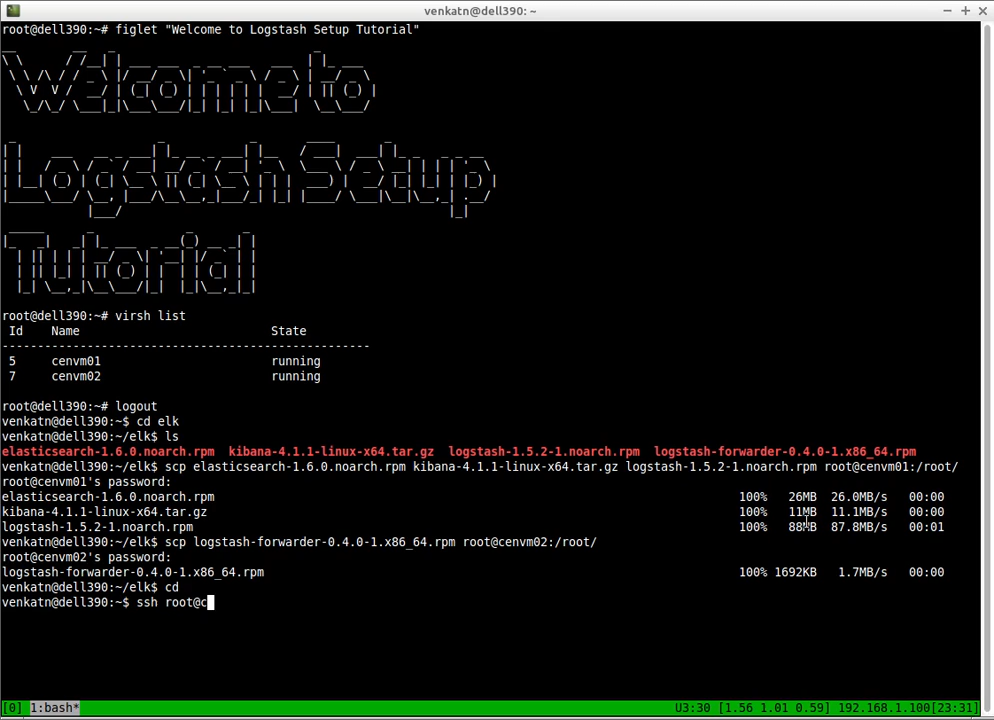 venkatn@dell390: ~
root@dell390:~# figlet "Welcome to Logstash Setup Tutorial"
Welcome to
Logstash Setup
Tutorial
root@dell390:~# virsh list
Id Name State
----------------------------------------------------
5 cenvm01 running
7 cenvm02 running
root@dell390:~# logout
venkatn@dell390:~$ cd elk
venkatn@dell390:~/elk$ ls
elasticsearch-1.6.0.noarch.rpm kibana-4.1.1-linux-x64.tar.gz logstash-1.5.2-1.noarch.rpm logstash-forwarder-0.4.0-1.x86_64.rpm
venkatn@dell390:~/elk$ scp elasticsearch-1.6.0.noarch.rpm kibana-4.1.1-linux-x64.tar.gz logstash-1.5.2-1.noarch.rpm root@cenvm01:/root/
root@cenvm01's password:
elasticsearch-1.6.0.noarch.rpm 100% 26MB 26.0MB/s 00:00
kibana-4.1.1-linux-x64.tar.gz 100% 11MB 11.1MB/s 00:00
logstash-1.5.2-1.noarch.rpm 100% 88MB 87.8MB/s 00:01
venkatn@dell390:~/elk$ scp logstash-forwarder-0.4.0-1.x86_64.rpm root@cenvm02:/root/
root@cenvm02's password:
logstash-forwarder-0.4.0-1.x86_64.rpm 100% 1692KB 1.7MB/s 00:00
venkatn@dell390:~/elk$ cd
venkatn@dell390:~$ ssh root@c
[0] 1:bash* U3:30 [1.56 1.01 0.59] 192.168.1.100[23:31]